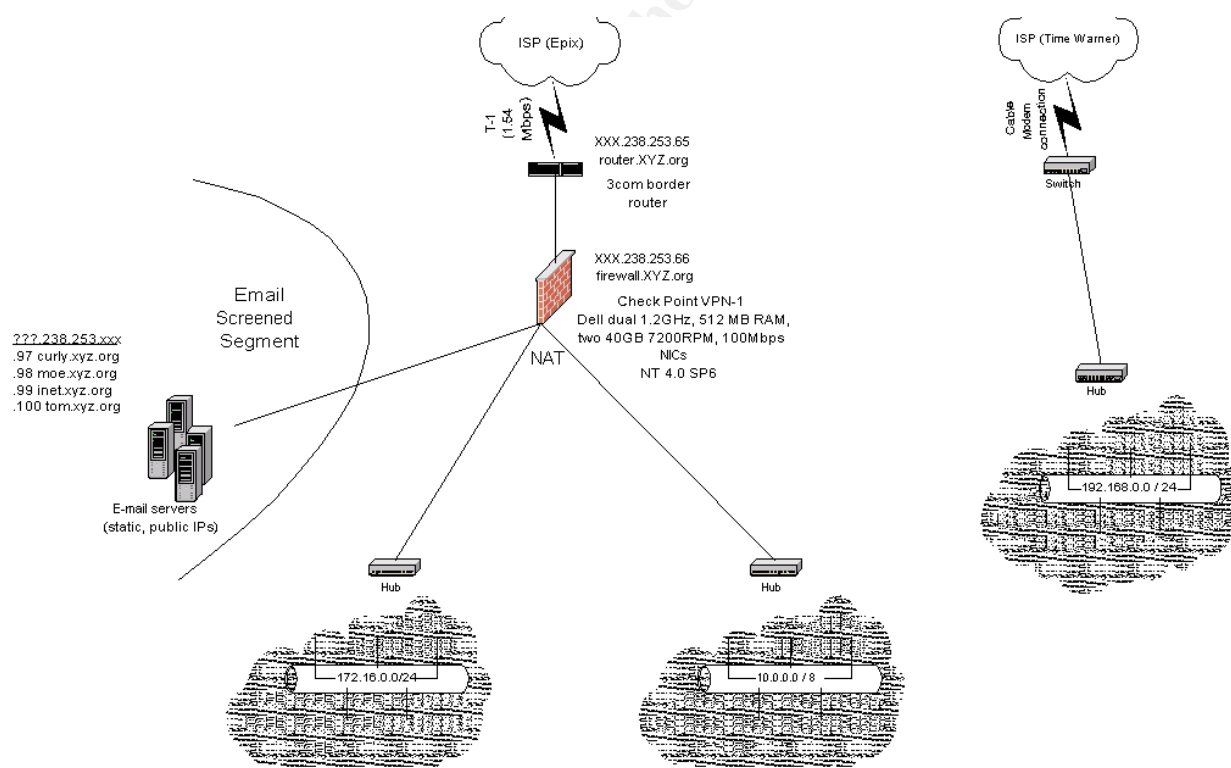 ISP (Epix)
ISP (Time Warner)
T-1
(1.54
Mbps)
Cable
Modem
connection
XXX.238.253.65
router.XYZ.org
3com border
router
Switch
XXX.238.253.66
firewall.XYZ.org
Check Point VPN-1
Dell dual 1.2GHz, 512 MB RAM,
two 40GB 7200RPM, 100Mbps
NICs
NT 4.0 SP6
NAT
Email
Screened
Segment
???.238.253.xxx
.97 curly.xyz.org
.98 moe.xyz.org
.99 inet.xyz.org
.100 tom.xyz.org
E-mail servers
(static, public IPs)
Hub
192.168.0.0 / 24
Hub
Hub
172.16.0.0/24
10.0.0.0 / 8